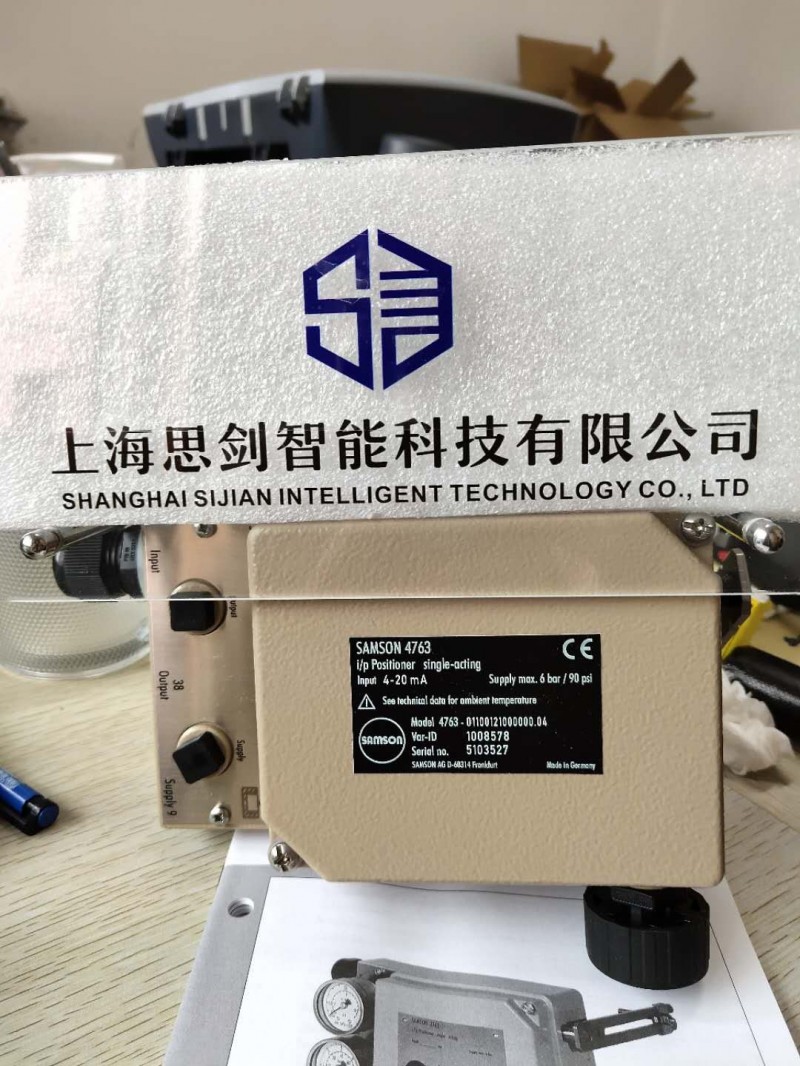 上海思剑智能科技有限公司
SHANGHAI SIJIAN INTELLIGENT TECHNOLOGY CO., LTD
Input
38
Output
Supply
Supply 9
SAMSON 4763
i/p Positioner single-acting
Input 4-20 mA Supply max. 6 bar / 90 psi
See technical data for ambient temperature
Model 4763 - 01100121000000.04
Var-ID 1008578
Serial no. 5103527
SAMSON
SAMSON AG D-60314 Frankfurt Made in Germany